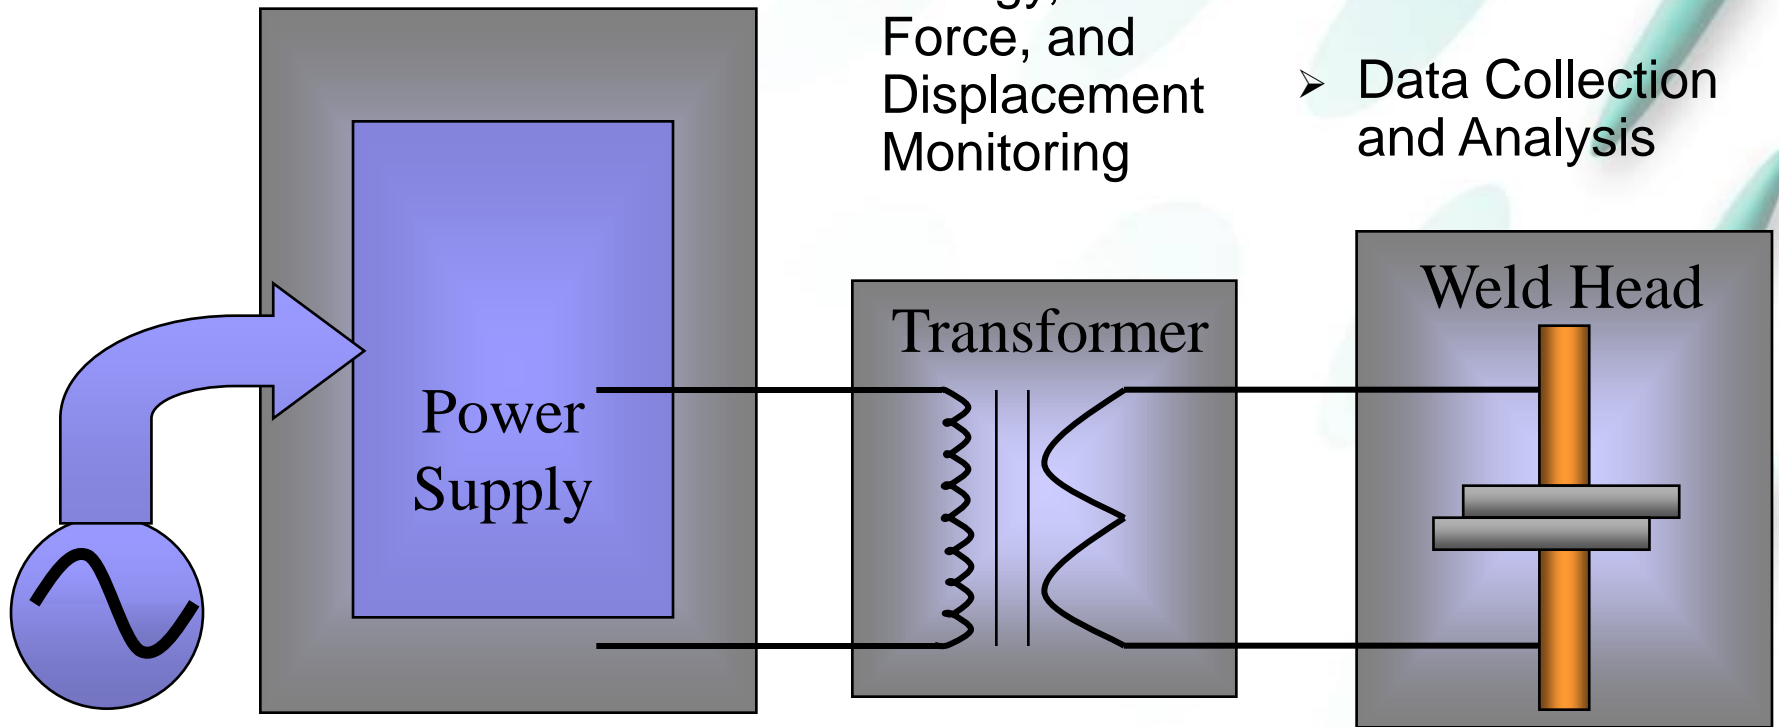 Force, and
Displacement
Monitoring
➢ Data Collection
and Analysis
Weld Head
Transformer
Power
Supply